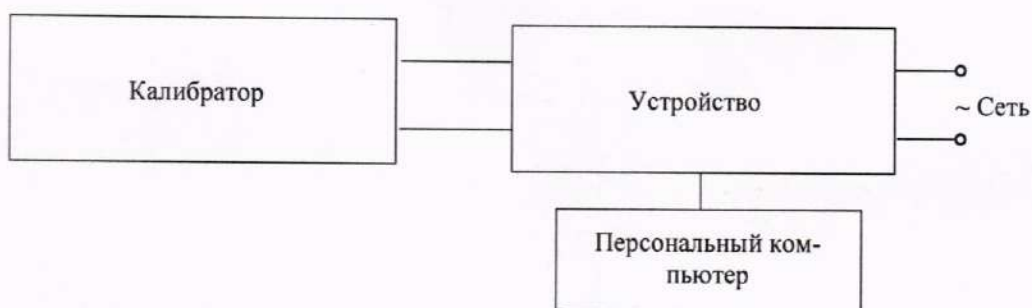 Калибратор
Устройство
~ Сеть
Персональный ком-
пьютер